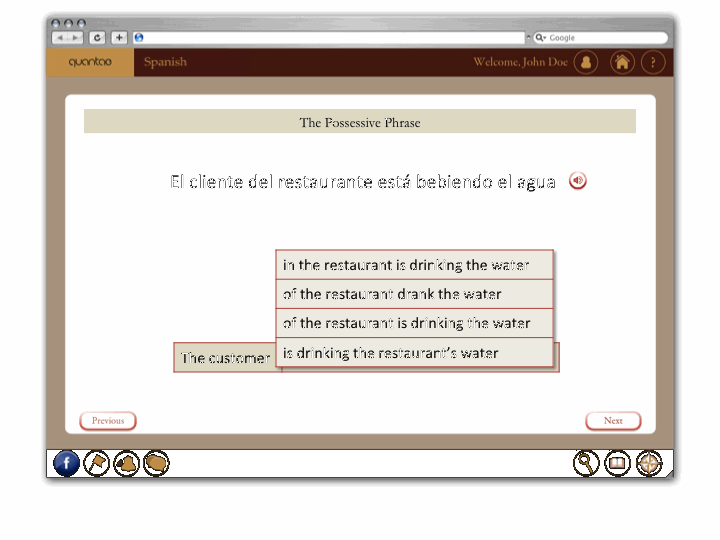 Google
quantao
Spanish
Welcome, John Doe
?
The Possessive Phrase
El cliente del restaurante está bebiendo el agua
in the restaurant is drinking the water
of the restaurant drank the water
of the restaurant is drinking the water
The customer
is drinking the restaurant's water
Previous
Next
f